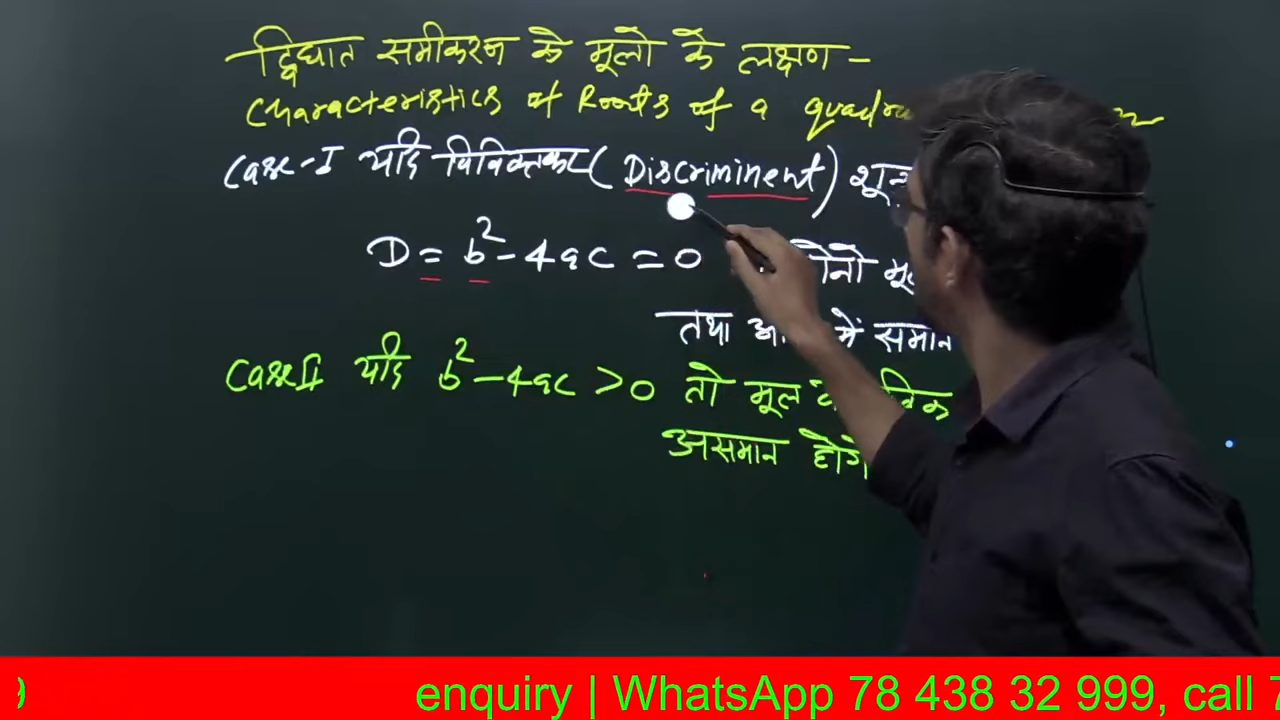 द्विघात समीकरण के मूलो के लक्षण -
Characteristics of Roots of a
Case-I यदि विविक्तकर (Discriminent)
D = b²-4ac = 0
तथा में समान
Case II यदि b²-4ac >0 तो मूल
असमान
enquiry | WhatsApp 78 438 32 999, call